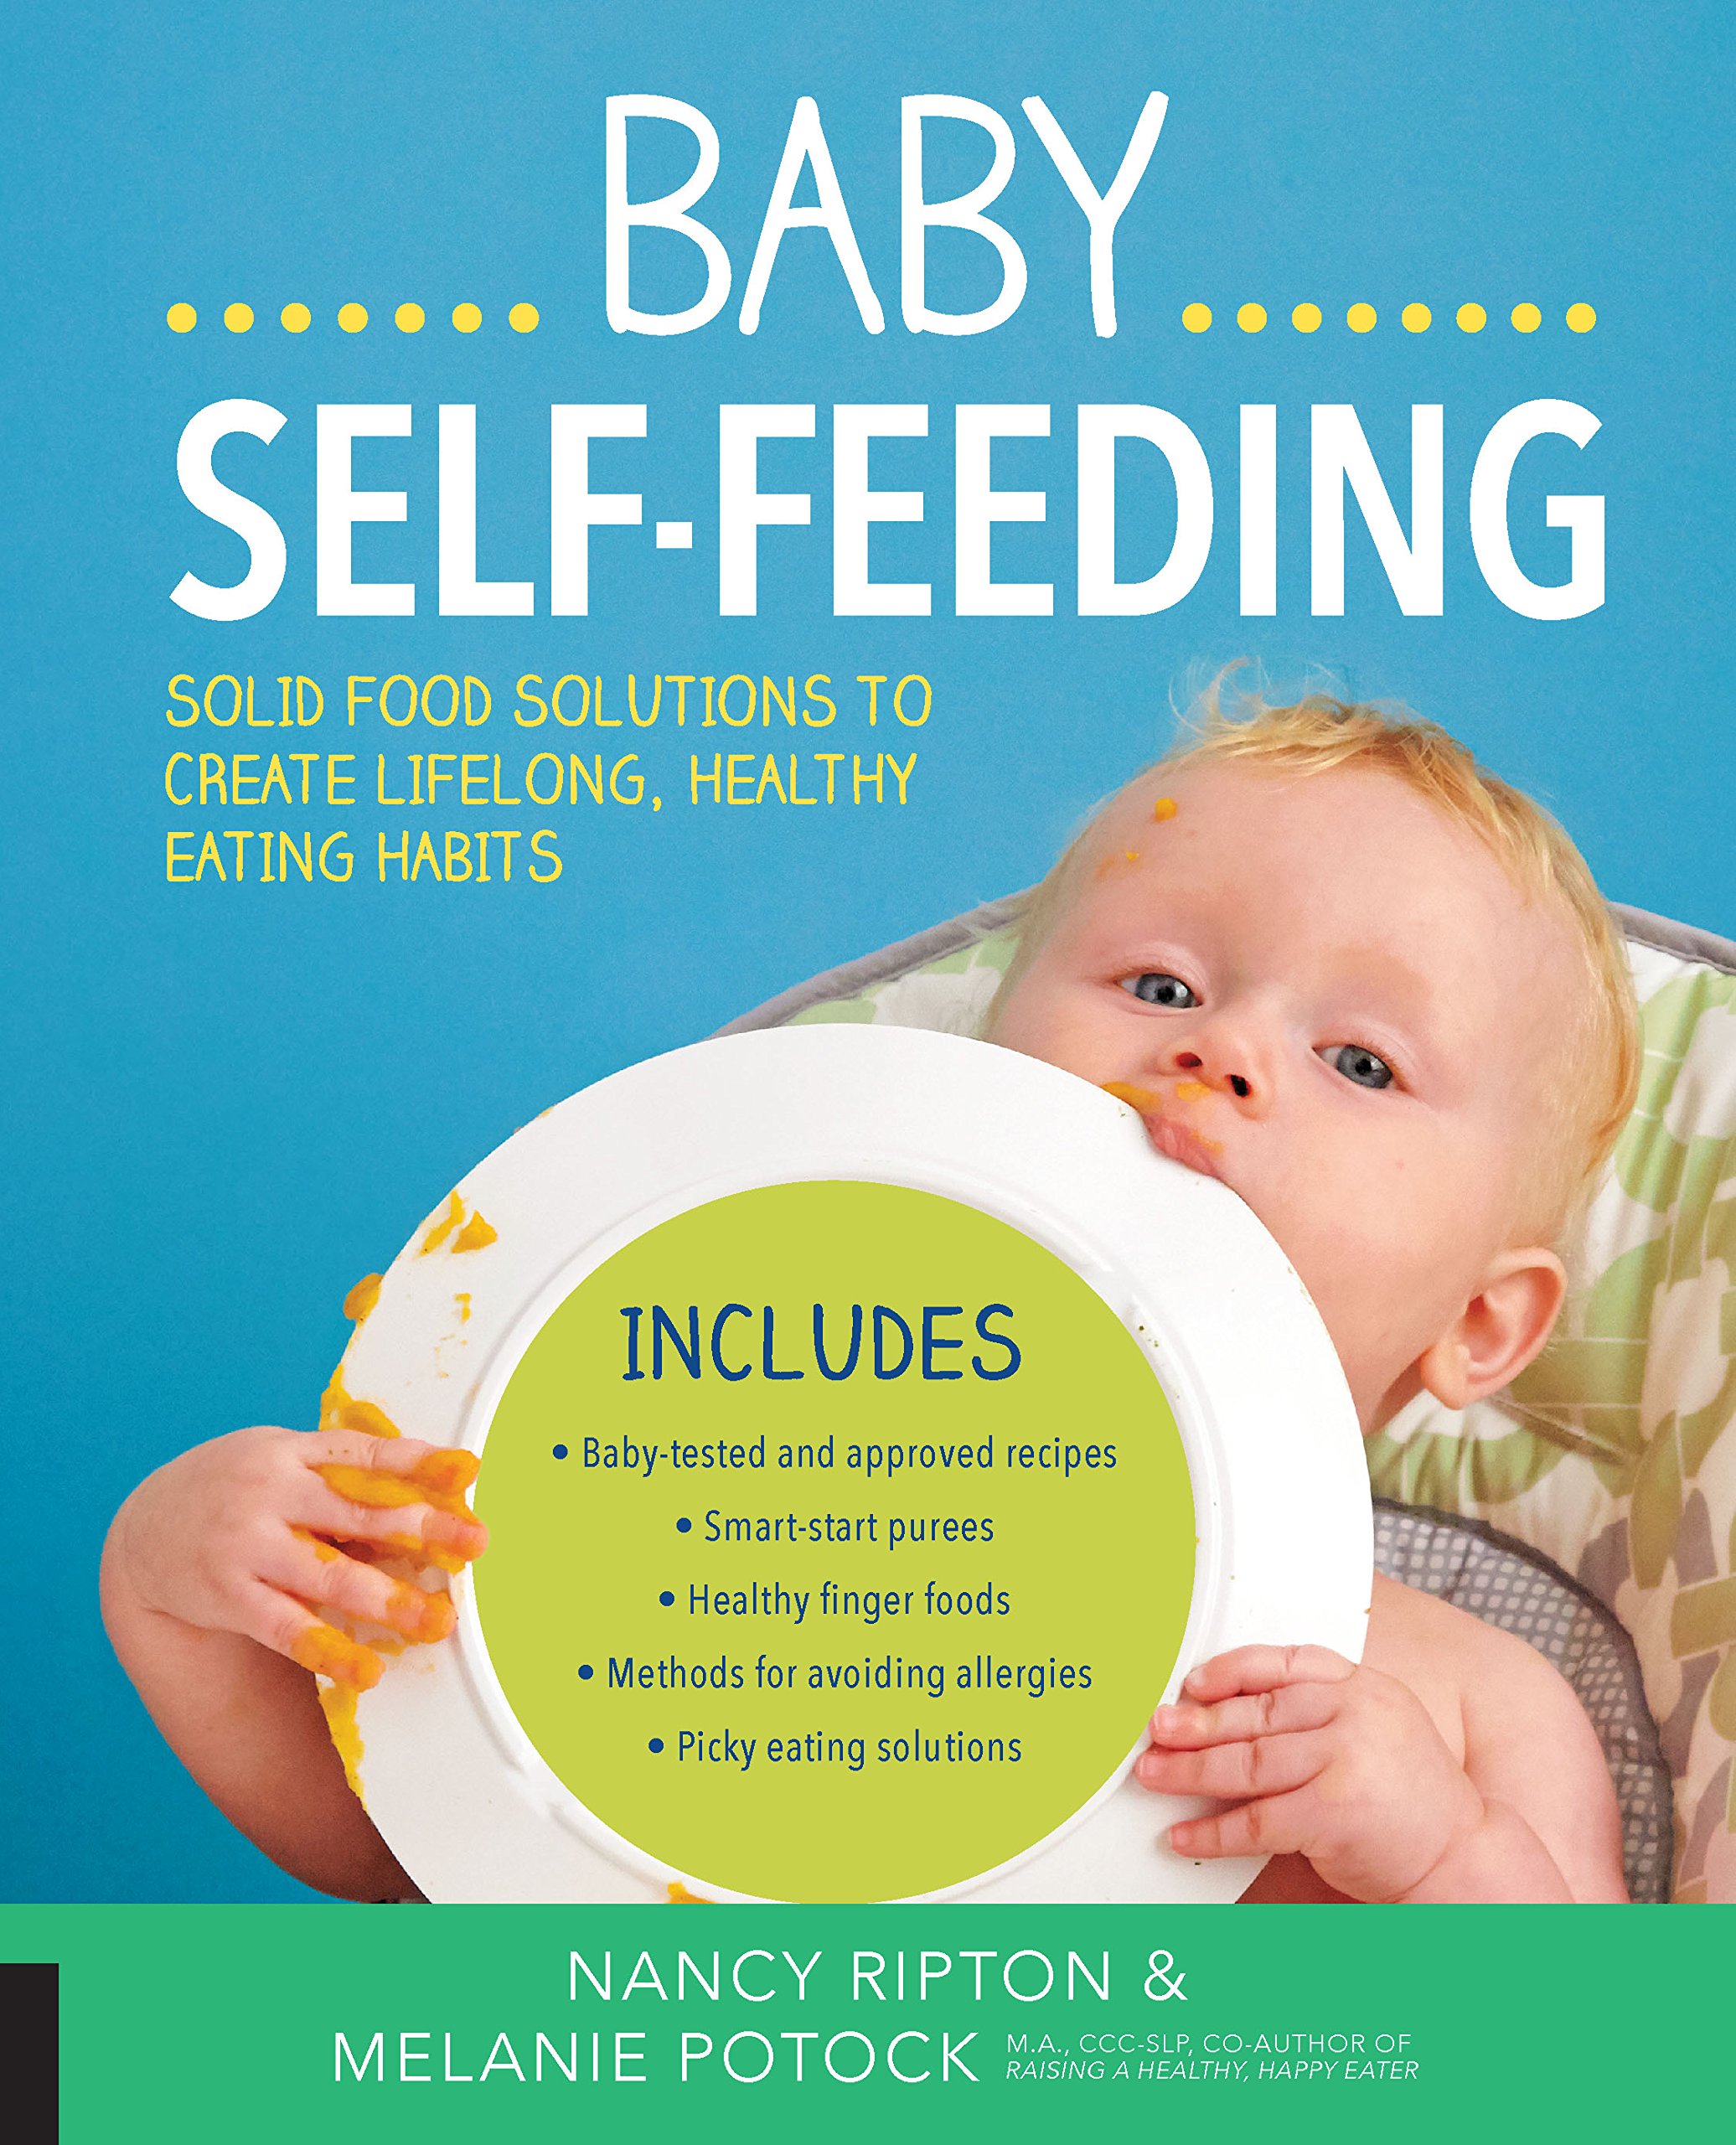 BABY
SELF-FEEDING
SOLID FOOD SOLUTIONS TO
CREATE LIFELONG, HEALTHY
EATING HABITS
INCLUDES
• Baby-tested and approved recipes
• Smart-start purees
• Healthy finger foods
• Methods for avoiding allergies
• Picky eating solutions
NANCY RIPTON &
MELANIE POTOCK M.A., CCC-SLP, CO-AUTHOR OF
RAISING A HEALTHY, HAPPY EATER